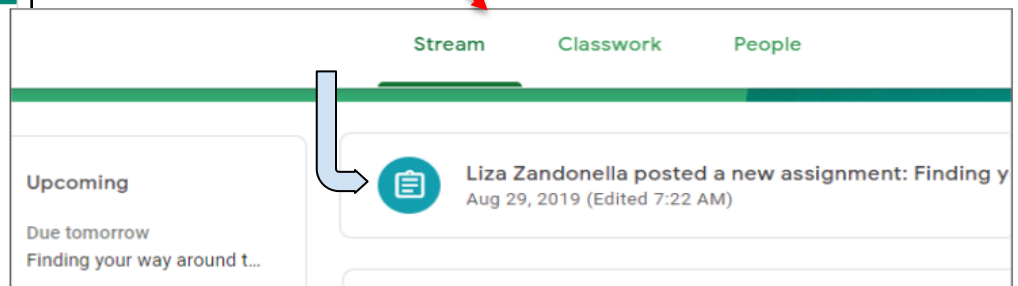 Stream Classwork People
Upcoming
Due tomorrow
Finding your way around t...
Liza Zandonella posted a new assignment: Finding y
Aug 29, 2019 (Edited 7:22 AM)